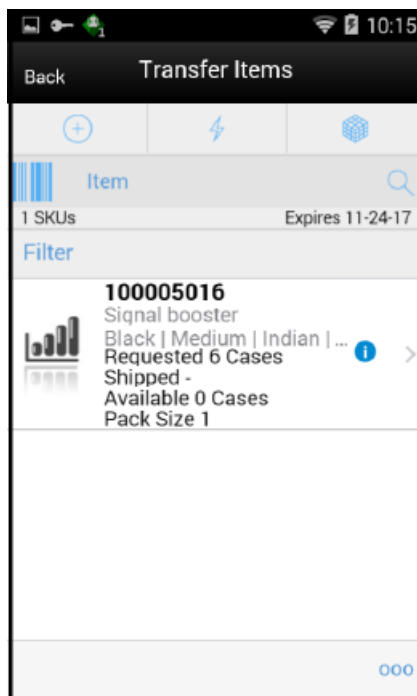 1
10:15
Back
Transfer Items
Item
1 SKUs
Expires 11-24-17
Filter
100005016
Signal booster
Black | Medium | Indian | ...
Requested 6 Cases
Shipped -
Available 0 Cases
Pack Size 1